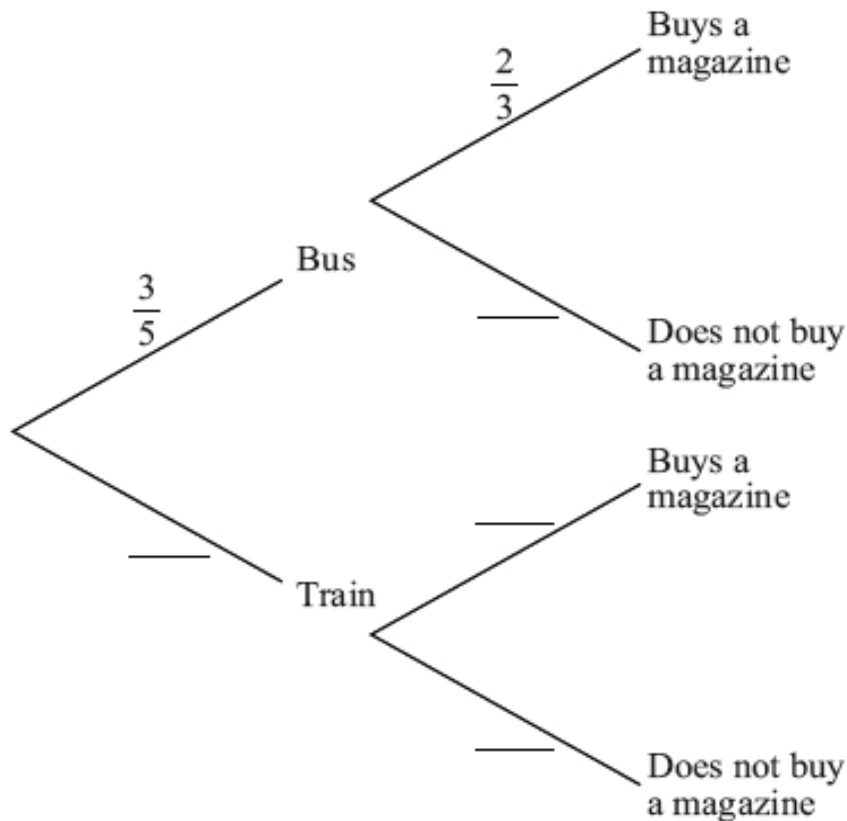 Buys a
magazine
2
3
Bus
3
5
Does not buy
a magazine
Buys a
magazine
Train
Does not buy
a magazine